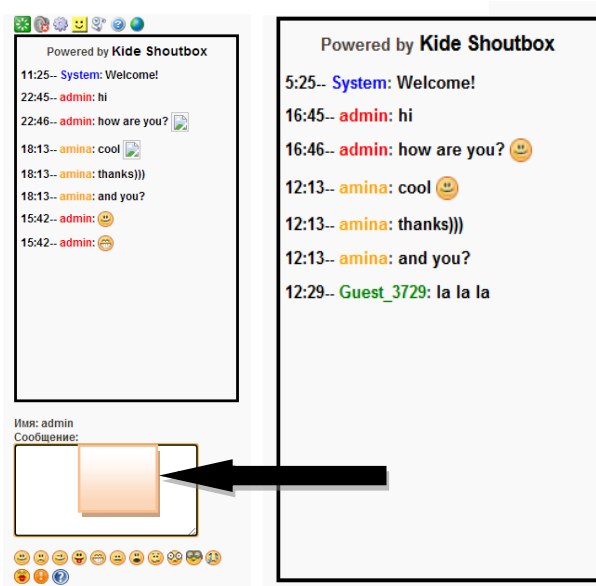 Powered by Kide Shoutbox
11:25-- System: Welcome!
22:45-- admin: hi
22:46-- admin: how are you?
18:13-- amina: cool
18:13-- amina: thanks)))
18:13-- amina: and you?
15:42-- admin:
15:42-- admin:
Имя: admin
Сообщение:
Powered by Kide Shoutbox
5:25-- System: Welcome!
16:45-- admin: hi
16:46-- admin: how are you?
12:13-- amina: cool
12:13-- amina: thanks)))
12:13-- amina: and you?
12:29-- Guest_3729: la la la